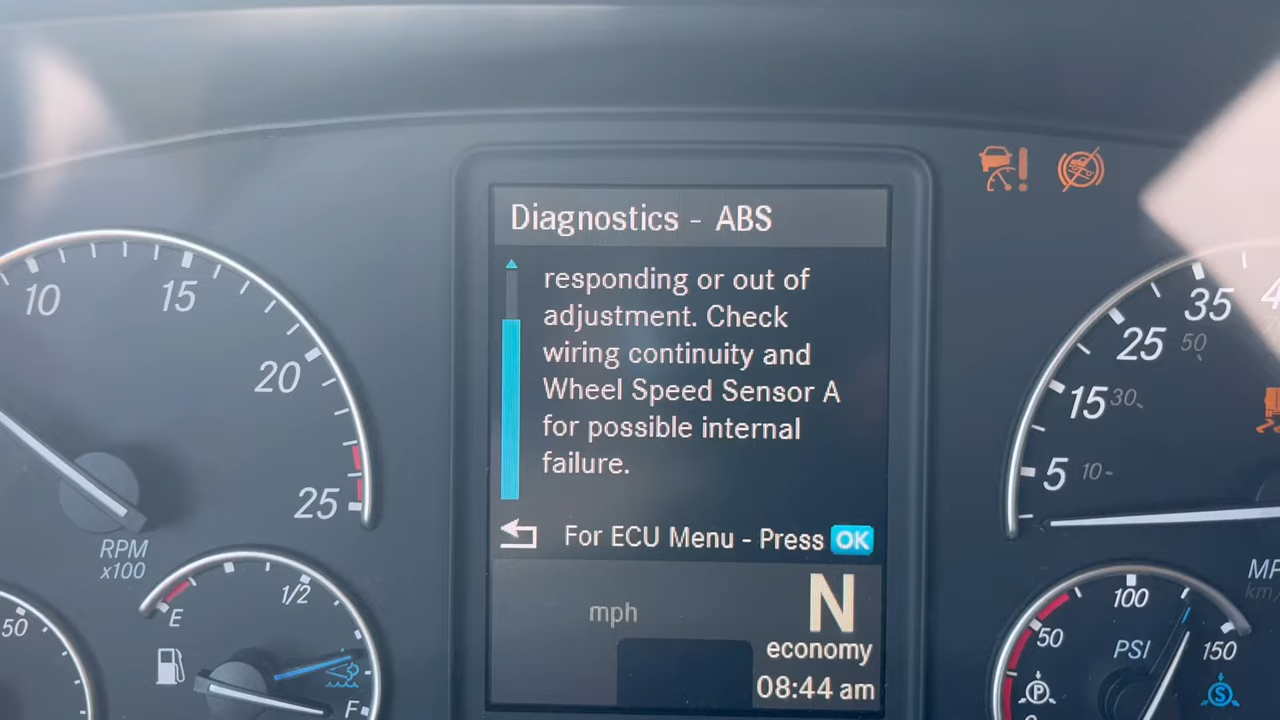 Diagnostics - ABS
responding or out of
adjustment. Check
wiring continuity and
Wheel Speed Sensor A
for possible internal
failure.
For ECU Menu - Press OK
mph
N
economy
08:44 am
10
15
20
25
RPM
x100
E
1/2
F
50
5
10
15
30
25
50
35
50
100
150
PSI
P
S